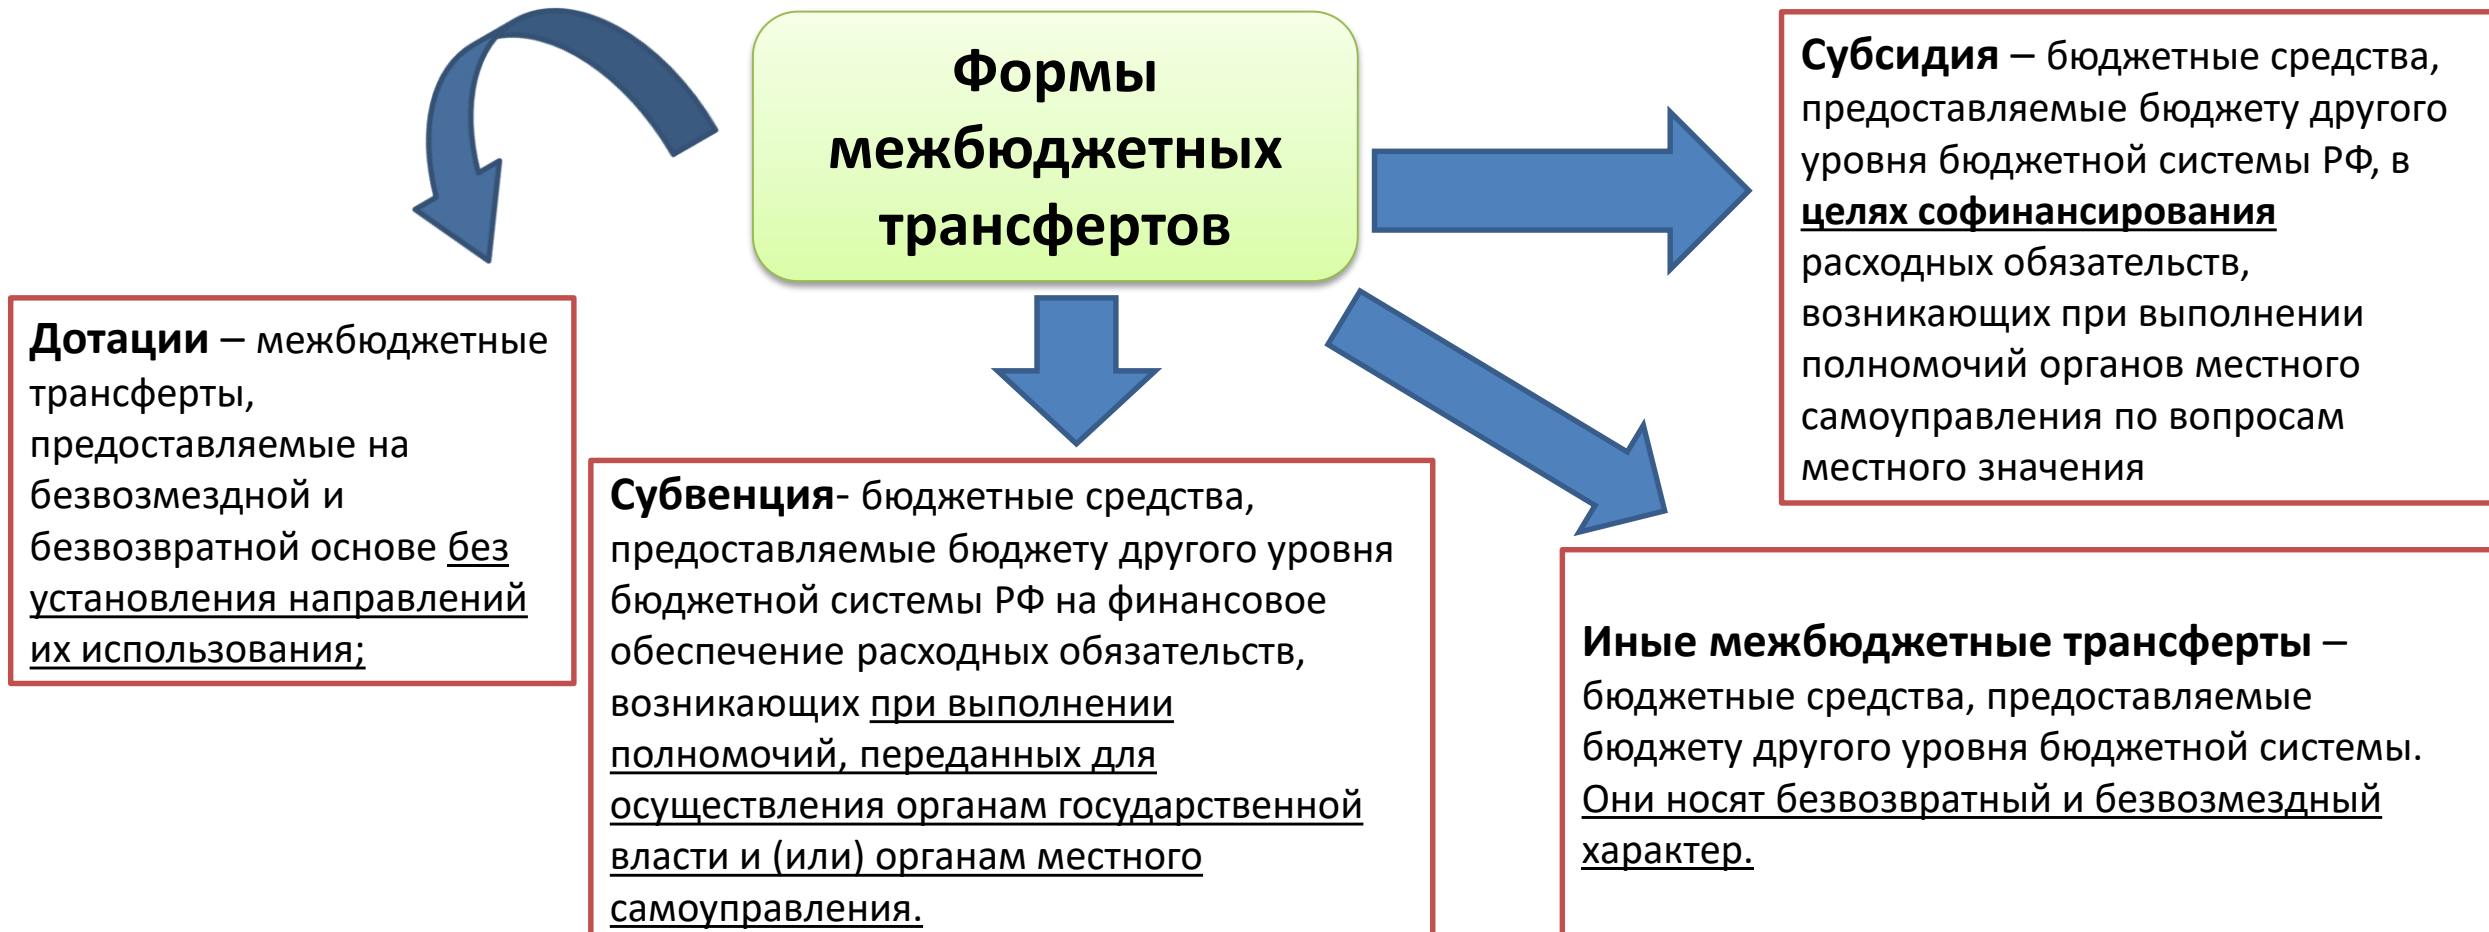 Формы
межбюджетных
трансфертов
Дотации – межбюджетные
трансферты,
предоставляемые на
безвозмездной и
безвозвратной основе без
установления направлений
их использования;
Субвенция- бюджетные средства,
предоставляемые бюджету другого уровня
бюджетной системы РФ на финансовое
обеспечение расходных обязательств,
возникающих при выполнении
полномочий, переданных для
осуществления органам государственной
власти и (или) органам местного
самоуправления.
Субсидия – бюджетные средства,
предоставляемые бюджету другого
уровня бюджетной системы РФ, в
целях софинансирования
расходных обязательств,
возникающих при выполнении
полномочий органов местного
самоуправления по вопросам
местного значения
Иные межбюджетные трансферты –
бюджетные средства, предоставляемые
бюджету другого уровня бюджетной системы.
Они носят безвозвратный и безвозмездный
характер.